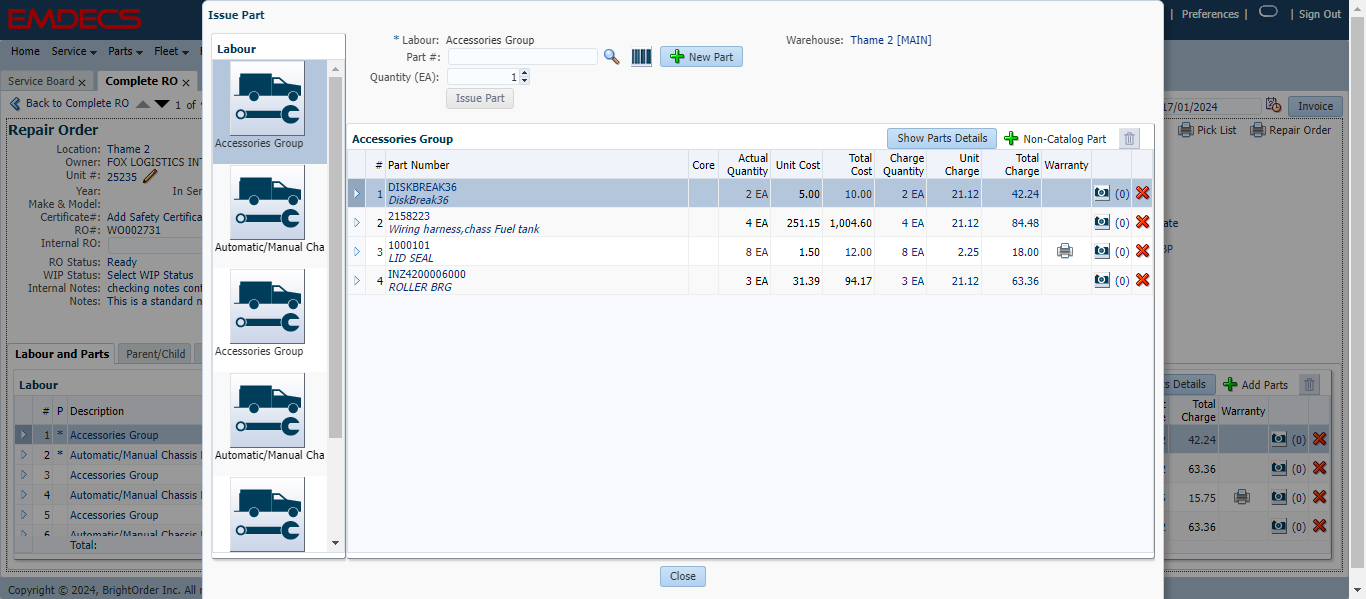 EMDECS
Preferences |
| Sign Out
Home Service Parts Fleet
Service Board x Complete RO x
Back to Complete RO 1 of
17/01/2024 Invoice
Repair Order
Pick List Repair Order
Location: Thame 2
Owner: FOX LOGISTICS INT
Unit #: 25235
Year: In Ser
Make & Model:
Certificate#: Add Safety Certifica
RO#: WO002731
Internal RO:
RO Status: Ready
WIP Status: Select WIP Status
Internal Notes: checking notes cont
Notes: This is a standard n
Labour and Parts Parent/Child
Labour
# P Description
1 * Accessories Group
2 * Automatic/Manual Chassis
3 Accessories Group
4 Automatic/Manual Chassis
5 Accessories Group
6 Automatic/Manual Chassis
Total:
Copyright © 2024, BrightOrder Inc. All r
Issue Part
Labour
Accessories Group
Automatic/Manual Cha
Accessories Group
Automatic/Manual Cha
* Labour: Accessories Group
Warehouse: Thame 2 [MAIN]
Part #: New Part
Quantity (EA): 1
Issue Part
Accessories Group Show Parts Details Non-Catalog Part
# Part Number Core Actual Quantity Unit Cost Total Cost Charge Quantity Unit Charge Total Charge Warranty
1 DISKBREAK36 2 EA 5.00 10.00 2 EA 21.12 42.24 (0)
DiskBreak36
2 2158223 4 EA 251.15 1,004.60 4 EA 21.12 84.48 (0)
Wiring harness,chass Fuel tank
3 1000101 8 EA 1.50 12.00 8 EA 2.25 18.00 (0)
LID SEAL
4 INZ4200006000 3 EA 31.39 94.17 3 EA 21.12 63.36 (0)
ROLLER BRG
Close
s Details Add Parts
Total Charge Warranty
42.24 (0)
63.36 (0)
15.75 (0)
63.36 (0)